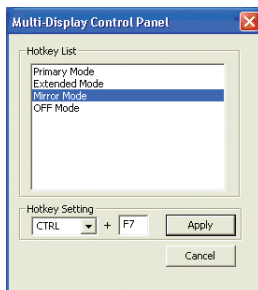 Multi-Display Control Panel
Hotkey List
Primary Mode
Extended Mode
Mirror Mode
OFF Mode
Hotkey Setting
CTRL + F7 Apply
Cancel